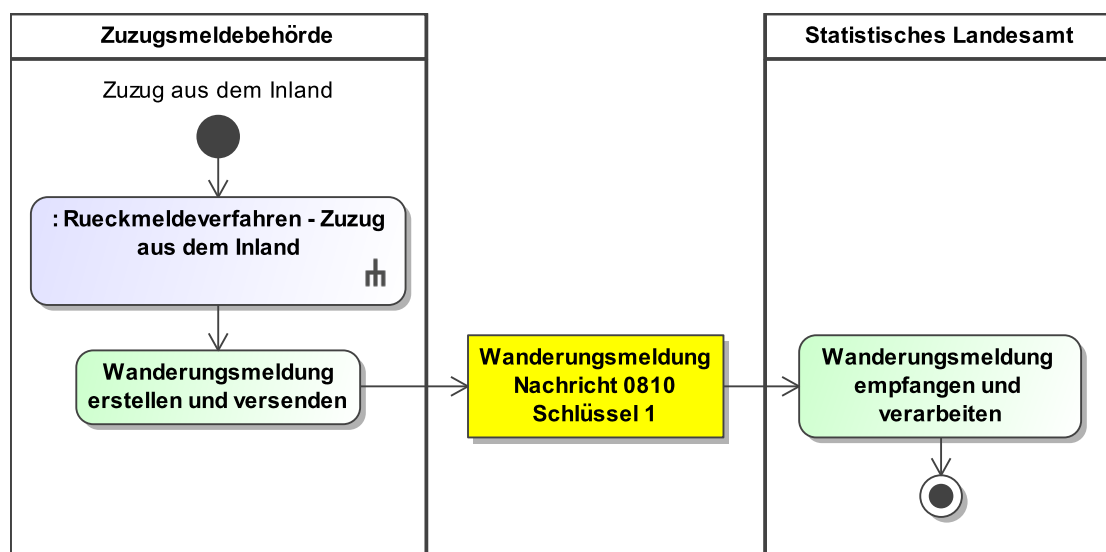 Zuzugsmeldebehörde
Statistisches Landesamt
Zuzug aus dem Inland
: Rueckmeldeverfahren - Zuzug
aus dem Inland
Wanderungsmeldung
erstellen und versenden
Wanderungsmeldung
Nachricht 0810
Schlüssel 1
Wanderungsmeldung
empfangen und
verarbeiten